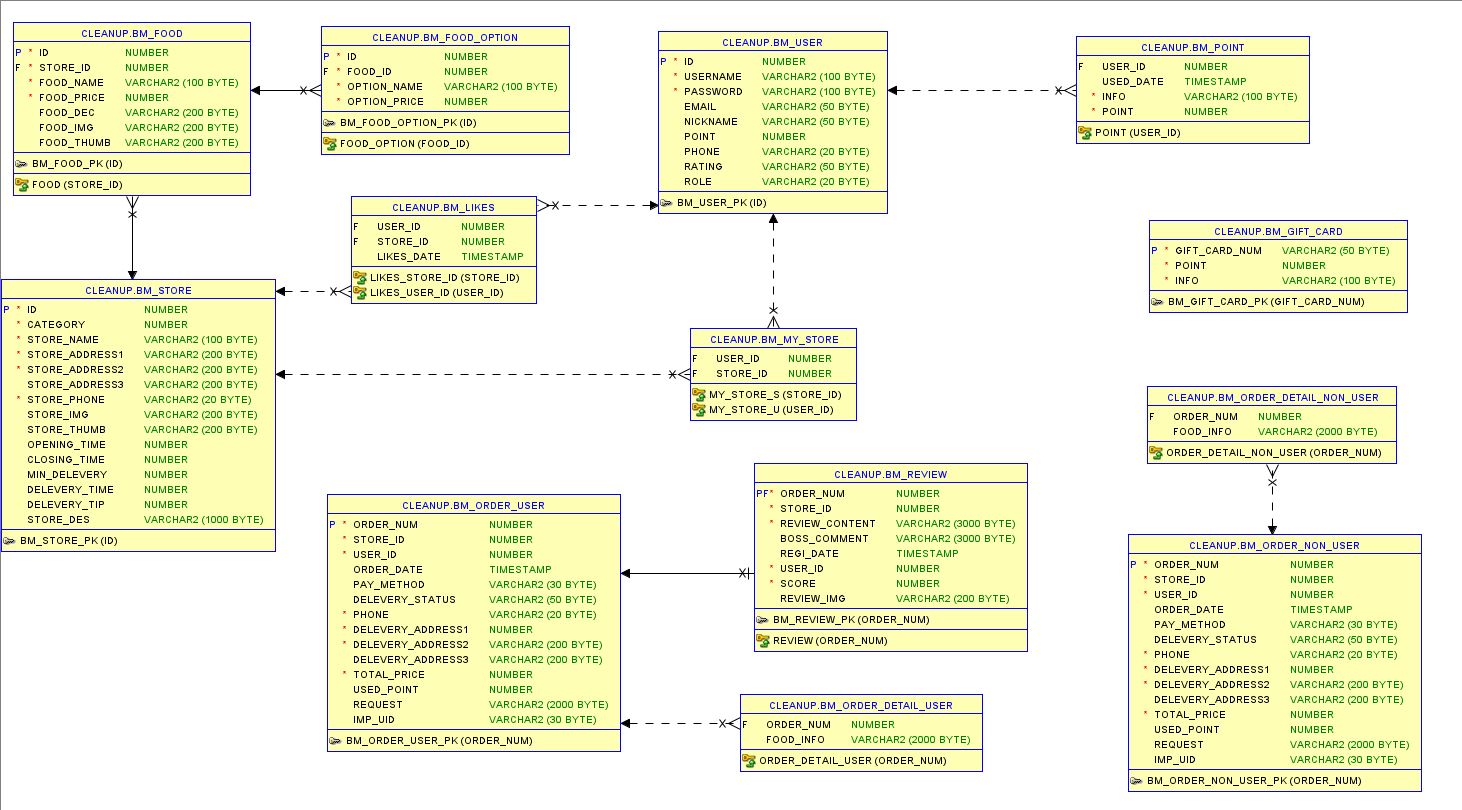 CLEANUP.BM_FOOD
P * ID NUMBER
F * STORE_ID NUMBER
* FOOD_NAME VARCHAR2 (100 BYTE)
* FOOD_PRICE NUMBER
FOOD_DEC VARCHAR2 (200 BYTE)
FOOD_IMG VARCHAR2 (200 BYTE)
FOOD_THUMB VARCHAR2 (200 BYTE)
BM_FOOD_PK (ID)
FOOD (STORE_ID)
CLEANUP.BM_FOOD_OPTION
P * ID NUMBER
F * FOOD_ID NUMBER
* OPTION_NAME VARCHAR2 (100 BYTE)
* OPTION_PRICE NUMBER
BM_FOOD_OPTION_PK (ID)
FOOD_OPTION (FOOD_ID)
CLEANUP.BM_USER
P * ID NUMBER
* USERNAME VARCHAR2 (100 BYTE)
* PASSWORD VARCHAR2 (100 BYTE)
EMAIL VARCHAR2 (50 BYTE)
NICKNAME VARCHAR2 (50 BYTE)
POINT NUMBER
PHONE VARCHAR2 (20 BYTE)
RATING VARCHAR2 (50 BYTE)
ROLE VARCHAR2 (20 BYTE)
BM_USER_PK (ID)
CLEANUP.BM_POINT
F USER_ID NUMBER
USED_DATE TIMESTAMP
* INFO VARCHAR2 (100 BYTE)
* POINT NUMBER
POINT (USER_ID)
CLEANUP.BM_LIKES
F USER_ID NUMBER
F STORE_ID NUMBER
LIKES_DATE TIMESTAMP
LIKES_STORE_ID (STORE_ID)
LIKES_USER_ID (USER_ID)
CLEANUP.BM_GIFT_CARD
P * GIFT_CARD_NUM VARCHAR2 (50 BYTE)
* POINT NUMBER
* INFO VARCHAR2 (100 BYTE)
BM_GIFT_CARD_PK (GIFT_CARD_NUM)
CLEANUP.BM_STORE
P * ID NUMBER
* CATEGORY NUMBER
* STORE_NAME VARCHAR2 (100 BYTE)
* STORE_ADDRESS1 VARCHAR2 (200 BYTE)
* STORE_ADDRESS2 VARCHAR2 (200 BYTE)
STORE_ADDRESS3 VARCHAR2 (200 BYTE)
* STORE_PHONE VARCHAR2 (20 BYTE)
STORE_IMG VARCHAR2 (200 BYTE)
STORE_THUMB VARCHAR2 (200 BYTE)
OPENING_TIME NUMBER
CLOSING_TIME NUMBER
MIN_DELEVERY NUMBER
DELEVERY_TIME NUMBER
DELEVERY_TIP NUMBER
STORE_DES VARCHAR2 (1000 BYTE)
BM_STORE_PK (ID)
CLEANUP.BM_MY_STORE
F USER_ID NUMBER
F STORE_ID NUMBER
MY_STORE_S (STORE_ID)
MY_STORE_U (USER_ID)
CLEANUP.BM_ORDER_DETAIL_NON_USER
F ORDER_NUM NUMBER
FOOD_INFO VARCHAR2 (2000 BYTE)
ORDER_DETAIL_NON_USER (ORDER_NUM)
CLEANUP.BM_REVIEW
PF* ORDER_NUM NUMBER
* STORE_ID NUMBER
* REVIEW_CONTENT VARCHAR2 (3000 BYTE)
BOSS_COMMENT VARCHAR2 (3000 BYTE)
REGI_DATE TIMESTAMP
* USER_ID NUMBER
* SCORE NUMBER
REVIEW_IMG VARCHAR2 (200 BYTE)
BM_REVIEW_PK (ORDER_NUM)
REVIEW (ORDER_NUM)
CLEANUP.BM_ORDER_USER
P * ORDER_NUM NUMBER
* STORE_ID NUMBER
* USER_ID NUMBER
ORDER_DATE TIMESTAMP
PAY_METHOD VARCHAR2 (30 BYTE)
DELEVERY_STATUS VARCHAR2 (50 BYTE)
* PHONE VARCHAR2 (20 BYTE)
* DELEVERY_ADDRESS1 NUMBER
* DELEVERY_ADDRESS2 VARCHAR2 (200 BYTE)
DELEVERY_ADDRESS3 VARCHAR2 (200 BYTE)
* TOTAL_PRICE NUMBER
USED_POINT NUMBER
REQUEST VARCHAR2 (2000 BYTE)
IMP_UID VARCHAR2 (30 BYTE)
BM_ORDER_USER_PK (ORDER_NUM)
CLEANUP.BM_ORDER_DETAIL_USER
F ORDER_NUM NUMBER
FOOD_INFO VARCHAR2 (2000 BYTE)
ORDER_DETAIL_USER (ORDER_NUM)
CLEANUP.BM_ORDER_NON_USER
P * ORDER_NUM NUMBER
* STORE_ID NUMBER
* USER_ID NUMBER
ORDER_DATE TIMESTAMP
PAY_METHOD VARCHAR2 (30 BYTE)
DELEVERY_STATUS VARCHAR2 (50 BYTE)
* PHONE VARCHAR2 (20 BYTE)
* DELEVERY_ADDRESS1 NUMBER
* DELEVERY_ADDRESS2 VARCHAR2 (200 BYTE)
DELEVERY_ADDRESS3 VARCHAR2 (200 BYTE)
* TOTAL_PRICE NUMBER
USED_POINT NUMBER
REQUEST VARCHAR2 (2000 BYTE)
IMP_UID VARCHAR2 (30 BYTE)
BM_ORDER_NON_USER_PK (ORDER_NUM)